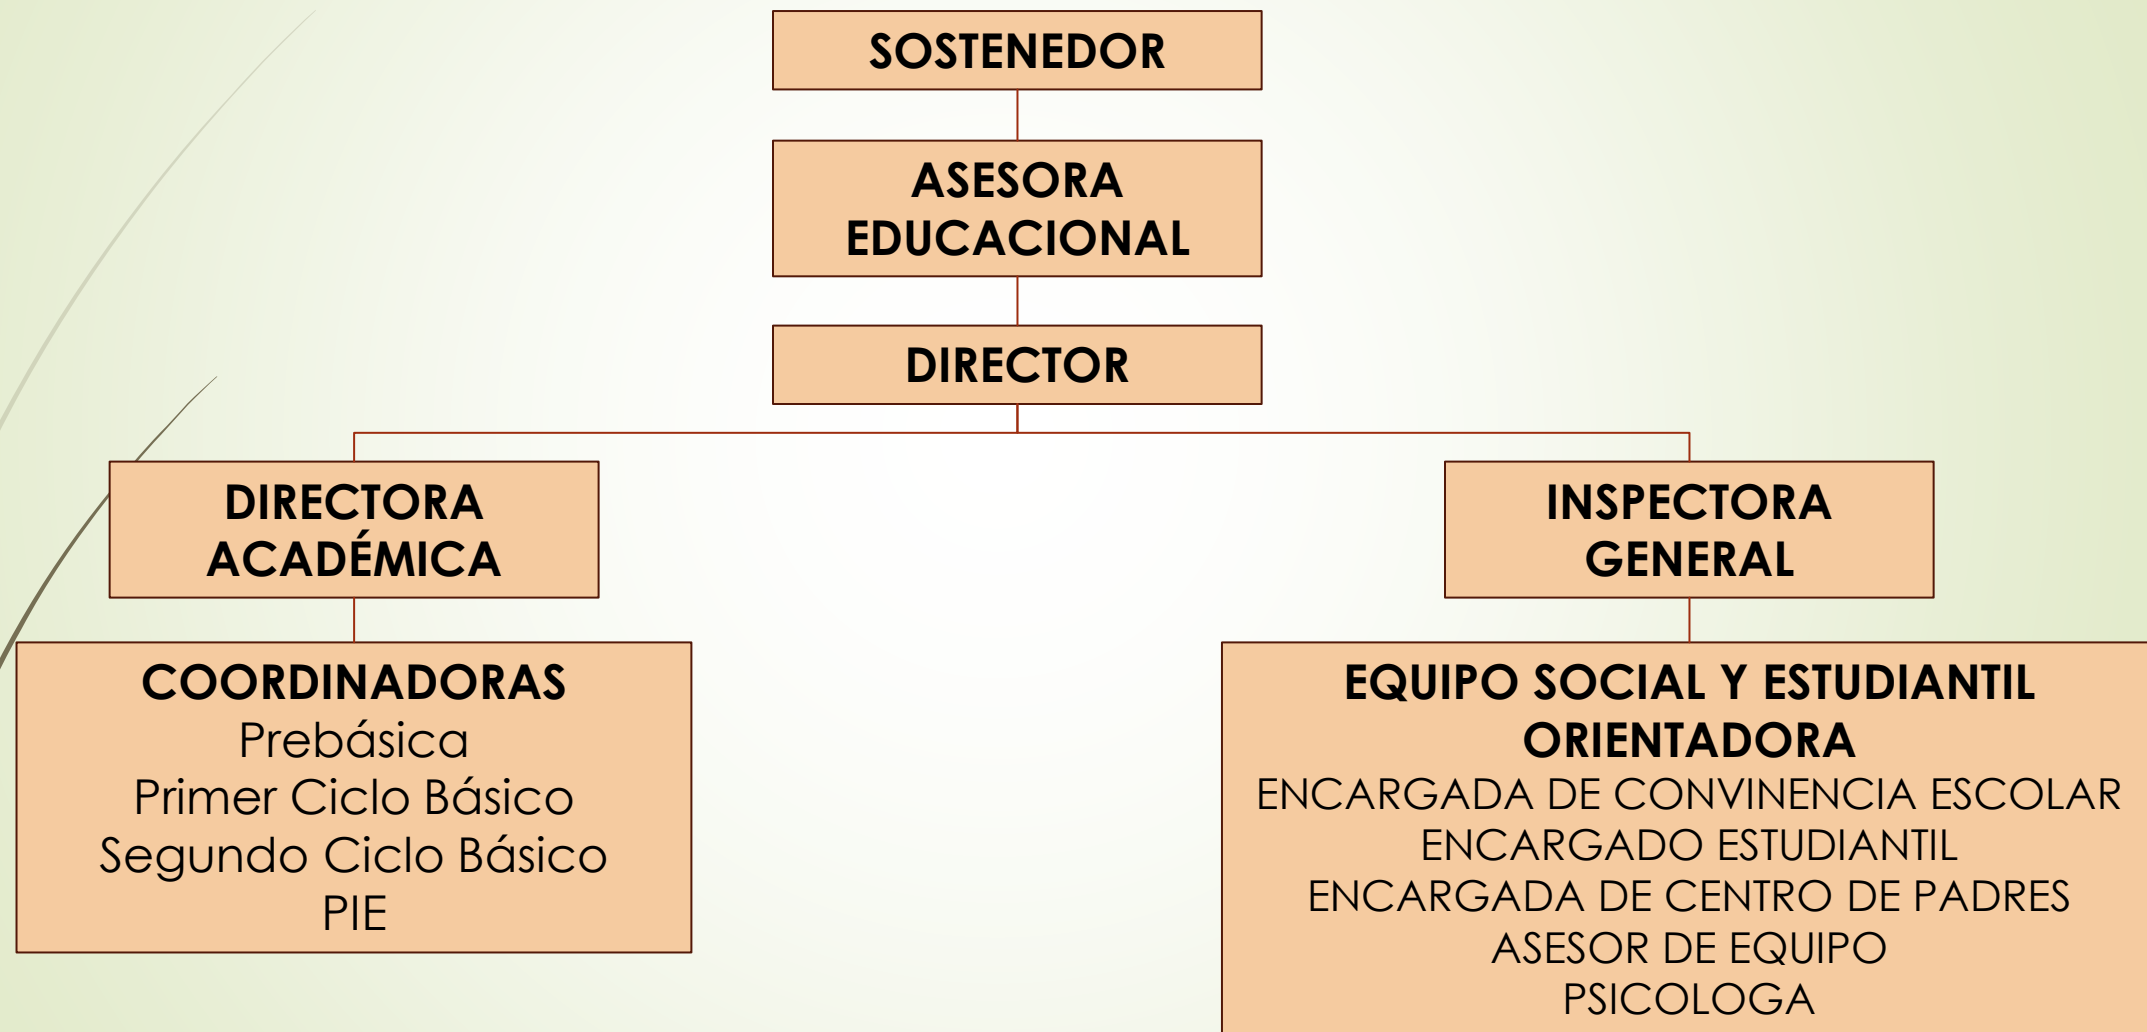 SOSTENEDOR
ASESORA
EDUCACIONAL
DIRECTOR
DIRECTORA
ACADÉMICA
INSPECTORA
GENERAL
COORDINADORAS
Prebásica
Primer Ciclo Básico
Segundo Ciclo Básico
PIE
EQUIPO SOCIAL Y ESTUDIANTIL
ORIENTADORA
ENCARGADA DE CONVINENCIA ESCOLAR
ENCARGADO ESTUDIANTIL
ENCARGADA DE CENTRO DE PADRES
ASESOR DE EQUIPO
PSICOLOGA